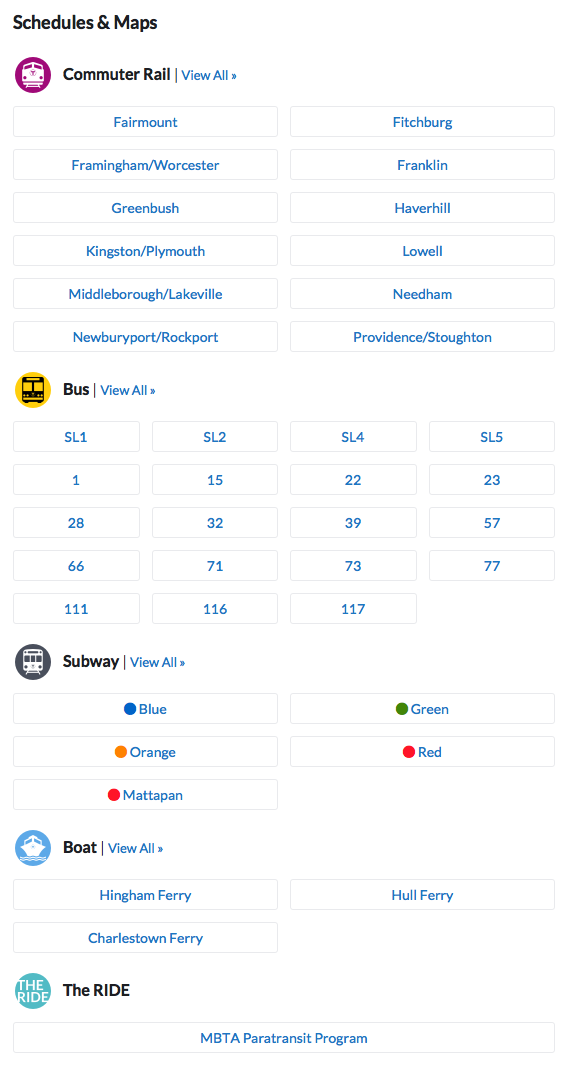 Schedules & Maps
Commuter Rail | View All »
Fairmount Fitchburg
Framingham/Worcester Franklin
Greenbush Haverhill
Kingston/Plymouth Lowell
Middleborough/Lakeville Needham
Newburyport/Rockport Providence/Stoughton
Bus | View All »
SL1 SL2 SL4 SL5
1 15 22 23
28 32 39 57
66 71 73 77
111 116 117
Subway | View All »
Blue Green
Orange Red
Mattapan
Boat | View All »
Hingham Ferry Hull Ferry
Charlestown Ferry
THE
RIDE
The RIDE
MBTA Paratransit Program